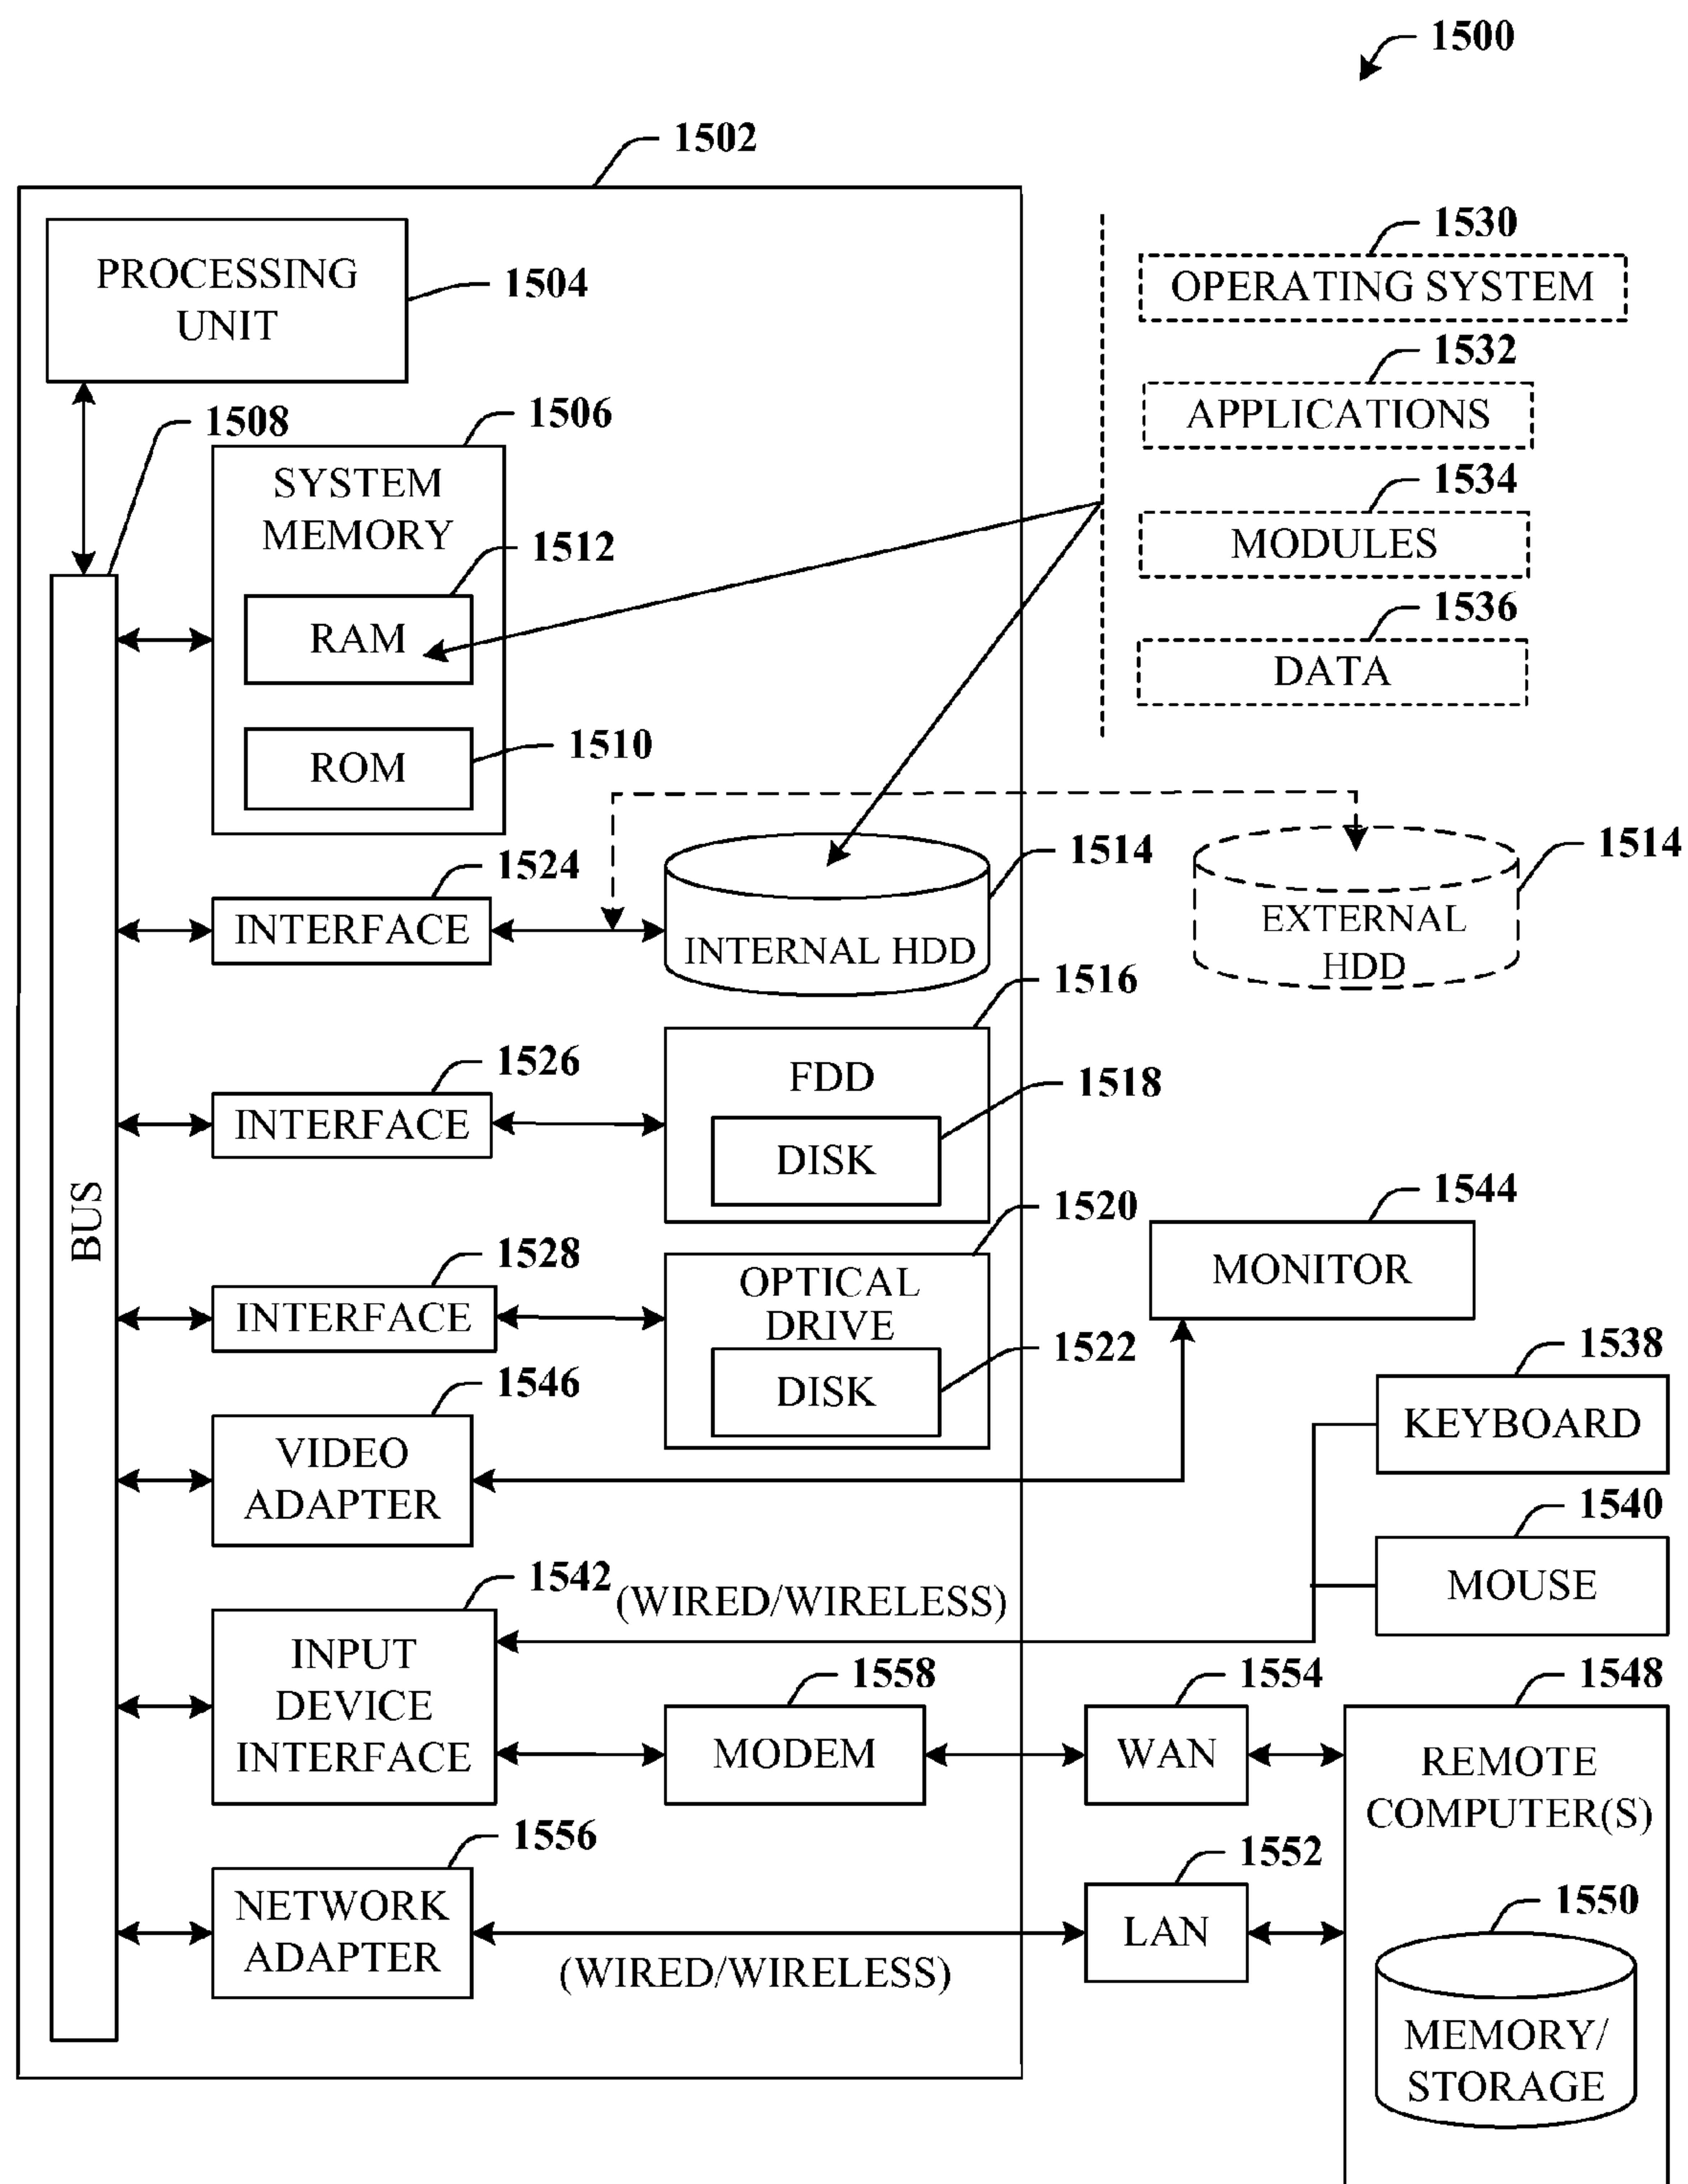 1500
1502
PROCESSING
UNIT
1504
1530
OPERATING SYSTEM
1532
APPLICATIONS
1534
MODULES
1536
DATA
1508
1506
SYSTEM
MEMORY
1512
RAM
1510
ROM
1524
INTERFACE
1514
INTERNAL HDD
1514
EXTERNAL
HDD
1526
INTERFACE
1516
FDD
1518
DISK
BUS
1528
INTERFACE
1520
OPTICAL
DRIVE
1522
DISK
1544
MONITOR
1546
VIDEO
ADAPTER
1538
KEYBOARD
1540
MOUSE
1542
(WIRED/WIRELESS)
INPUT
DEVICE
INTERFACE
1558
MODEM
1554
WAN
1548
REMOTE
COMPUTER(S)
1556
NETWORK
ADAPTER
(WIRED/WIRELESS)
1552
LAN
1550
MEMORY/
STORAGE